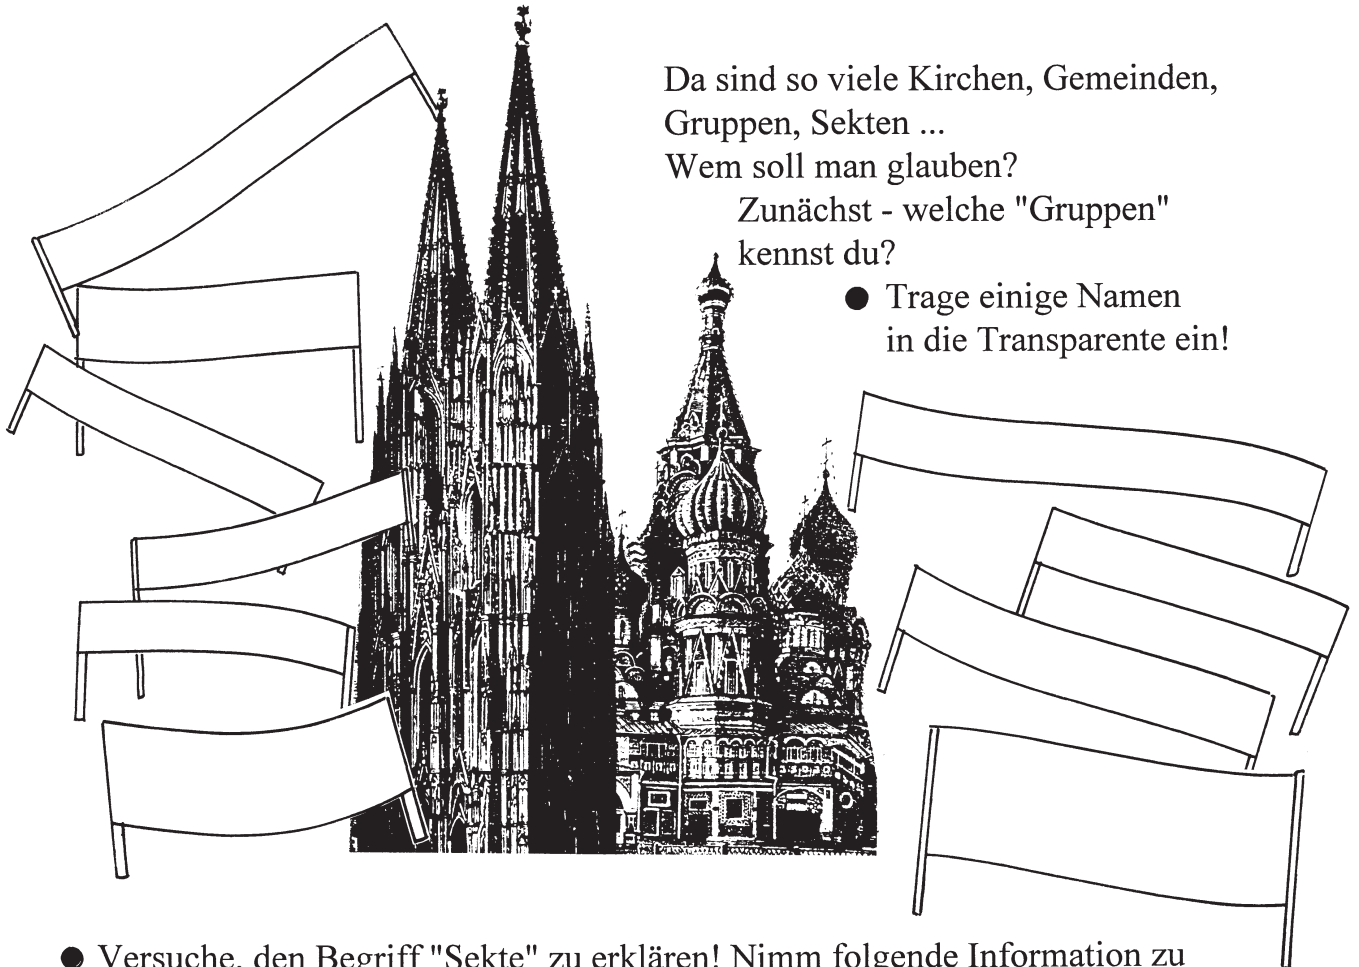 Da sind so viele Kirchen, Gemeinden,
Gruppen, Sekten ...
Wem soll man glauben?
Zunächst - welche "Gruppen"
kennst du?
● Trage einige Namen
in die Transparente ein!
● Versuche, den Begriff "Sekte" zu erklären! Nimm folgende Information zu